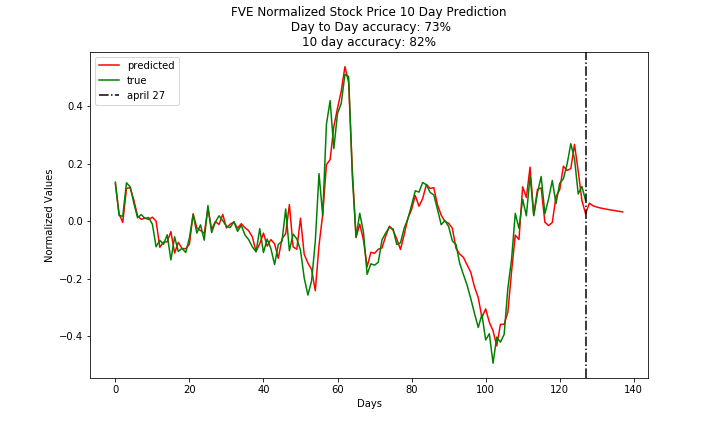 FVE Normalized Stock Price 10 Day Prediction
Day to Day accuracy: 73%
10 day accuracy: 82%
predicted
true
april 27
Normalized Values
0.4
0.2
0.0
−0.2
−0.4
0
20
40
60
80
100
120
140
Days